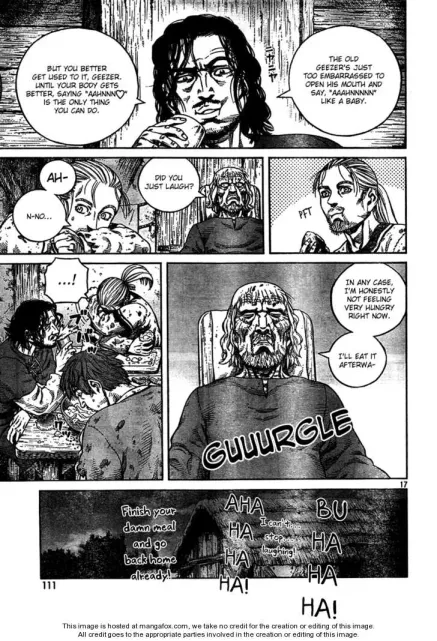 THE OLD
GEEZER'S JUST
TOO EMBARRASSED TO
OPEN HIS MOUTH AND
SAY, "AAAHNNNNN"
LIKE A BABY.
BUT YOU BETTER
GET USED TO IT, GEEZER.
UNTIL YOUR BODY GETS
BETTER, SAYING "AAHNNN♡"
IS THE ONLY THING
YOU CAN DO.
PFT
DID YOU
JUST LAUGH?
AH-
N-NO...
IN ANY CASE,
I'M HONESTLY
NOT FEELING
VERY HUNGRY
RIGHT NOW.
I'LL EAT IT
AFTERWA-
GUUURGLE
...!
17
BU
HA
HA
HA!
I can't...
stop...
laughing!
AHA
HA
HA
HA!
Finish your
damn meal
and go
back home
already!
111
This image is hosted at mangafox.com, we take no credit for the creation or editing of this image.
All credit goes to the appropriate parties involved in the creation or editing of this image.